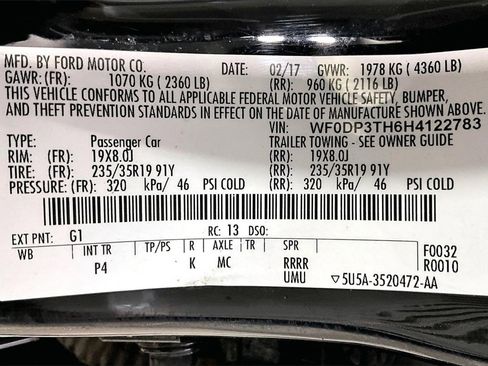 MFD. BY FORD MOTOR CO. DATE: 02/17 GVWR: 1978 KG ( 4360 LB)
GAWR: (FR): 1070 KG ( 2360 LB) (RR): 960 KG ( 2116 LB)
THIS VEHICLE CONFORMS TO ALL APPLICABLE FEDERAL MOTOR VEHICLE SAFETY, BUMPER,
AND THEFT PREVENTION STANDARDS IN EFFECT ON THE DATE OF MANUFACTURE SHOWN ABOVE.
VIN: WF0DP3TH6H4122783
TYPE: Passenger Car TRAILER TOWING - SEE OWNER GUIDE
RIM: (FR): 19X8.0J (RR): 19X8.0J
TIRE: (FR): 235/35R19 91Y (RR): 235/35R19 91Y
PRESSURE: (FR): 320 kPa/ 46 PSI COLD (RR): 320 kPa/ 46 PSI COLD
EXT PNT: G1 RC: 13 DSO:
WB INT TR TP/PS R AXLE TR SPR F0032
P4 K MC RRRR R0010
UMU ▽5U5A-3520472-AA